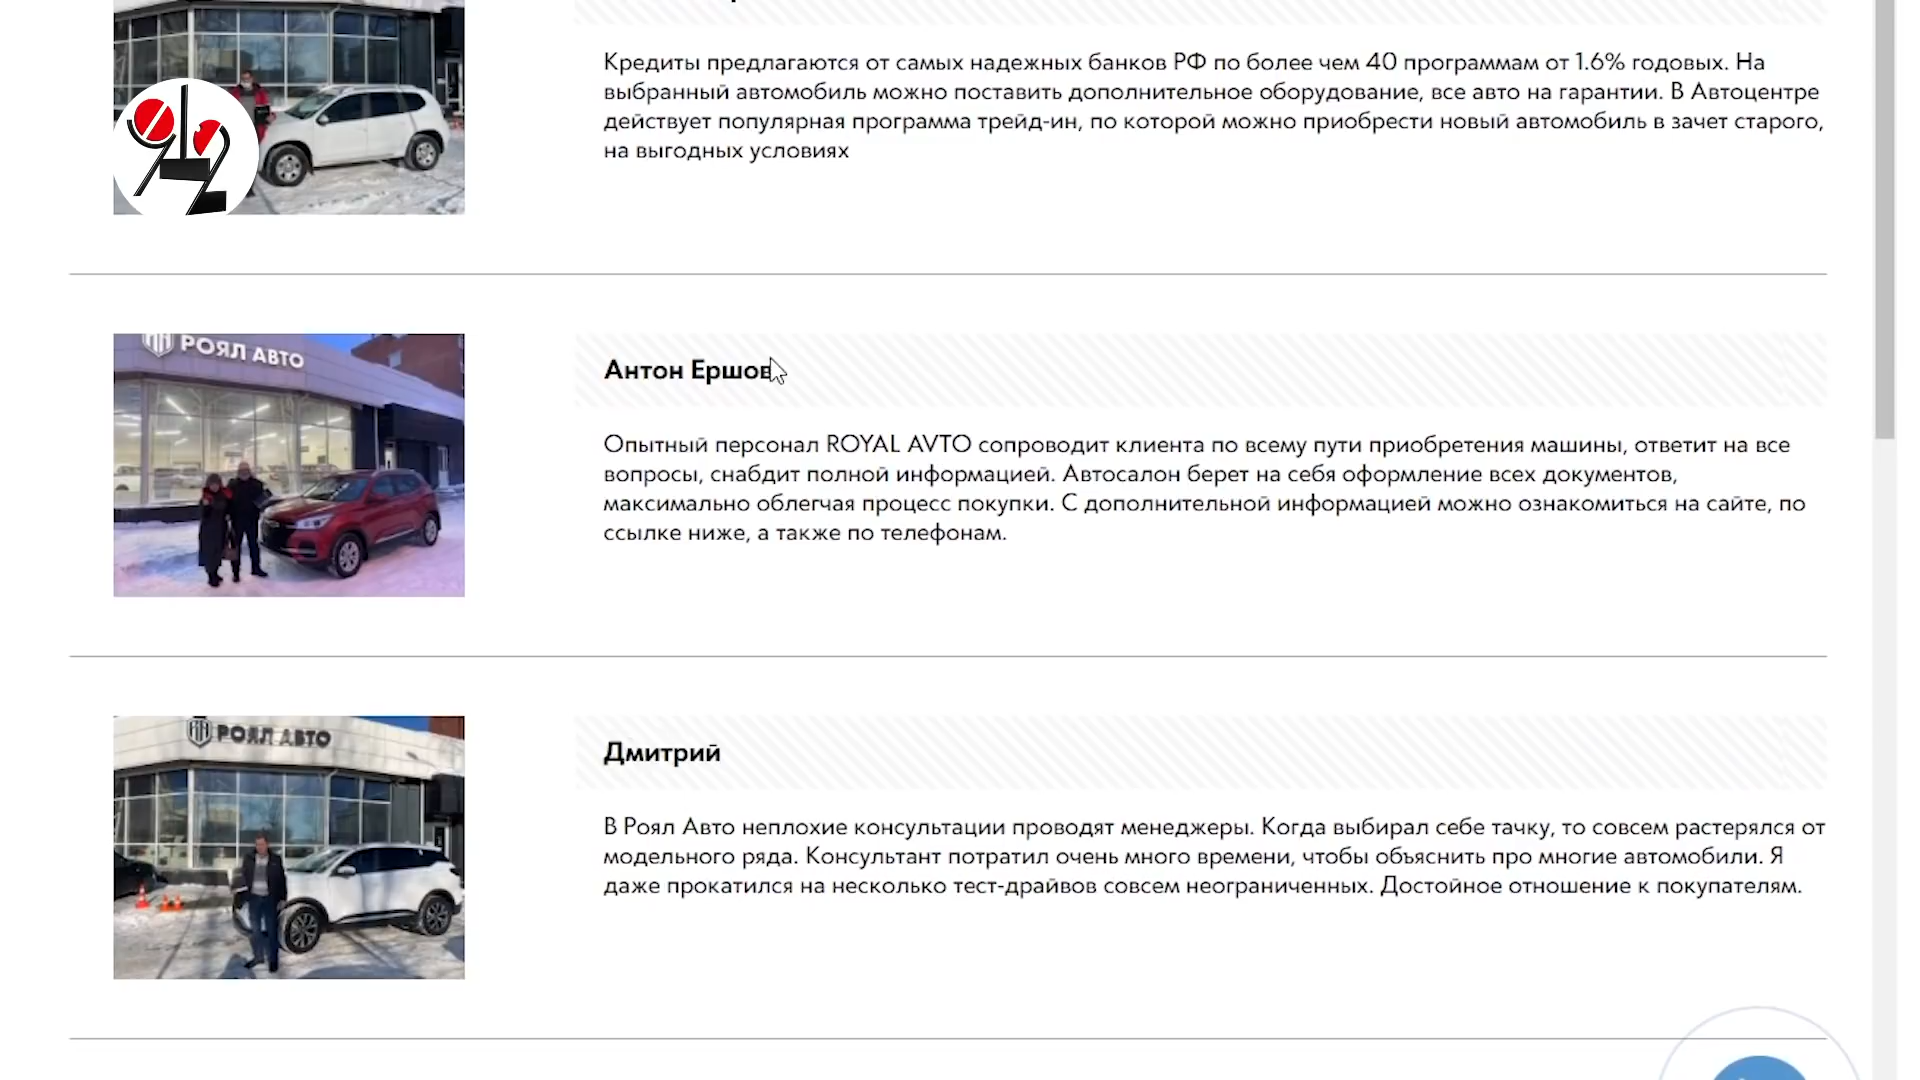 Кредиты предлагаются от самых надежных банков РФ по более чем 40 программам от 1.6% годовых. На
выбранный автомобиль можно поставить дополнительное оборудование, все авто на гарантии. В Автоцентре
действует популярная программа трейд-ин, по которой можно приобрести новый автомобиль в зачет старого,
на выгодных условиях
РОЯЛ АВТО
Антон Ершов
Опытный персонал ROYAL AVTO сопроводит клиента по всему пути приобретения машины, ответит на все
вопросы, снабдит полной информацией. Автосалон берет на себя оформление всех документов,
максимально облегчая процесс покупки. С дополнительной информацией можно ознакомиться на сайте, по
ссылке ниже, а также по телефонам.
РОЯЛ АВТО
Дмитрий
В Роял Авто неплохие консультации проводят менеджеры. Когда выбирал себе тачку, то совсем растерялся от
модельного ряда. Консультант потратил очень много времени, чтобы объяснить про многие автомобили. Я
даже прокатился на несколько тест-драйвов совсем неограниченных. Достойное отношение к покупателям.